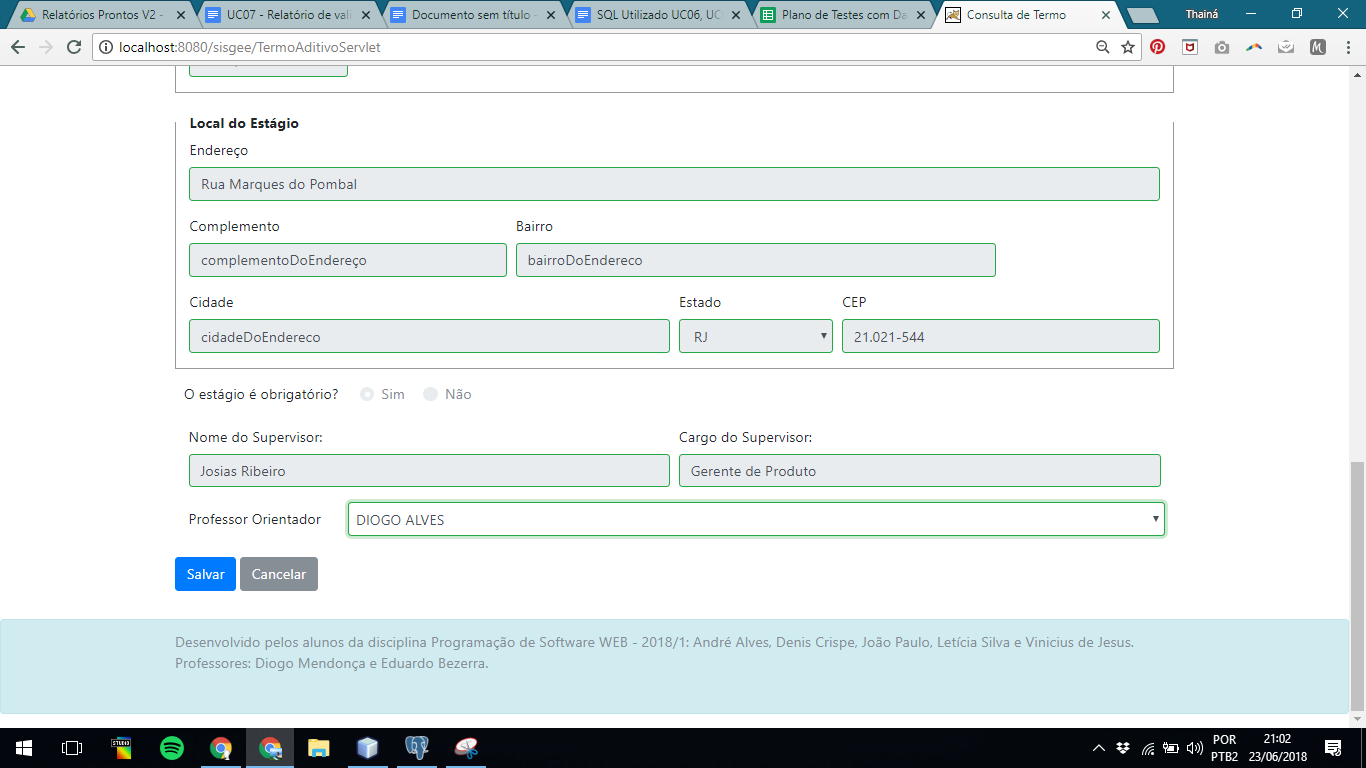 Relatórios Prontos V2 -
UC07 - Relatório de vali
Documento sem título -
SQL Utilizado UC06, UC
Plano de Testes com Da
Consulta de Termo
Thainá
localhost:8080/sisgee/TermoAditivoServlet
Local do Estágio
Endereço
Rua Marques do Pombal
Complemento Bairro
complementoDoEndereço bairroDoEndereco
Cidade Estado CEP
cidadeDoEndereco RJ 21.021-544
O estágio é obrigatório? Sim Não
Nome do Supervisor: Cargo do Supervisor:
Josias Ribeiro Gerente de Produto
Professor Orientador DIOGO ALVES
Salvar Cancelar
Desenvolvido pelos alunos da disciplina Programação de Software WEB - 2018/1: André Alves, Denis Crispe, João Paulo, Letícia Silva e Vinicius de Jesus.
Professores: Diogo Mendonça e Eduardo Bezerra.
STUDIO
POR 21:02
PTB2 23/06/2018